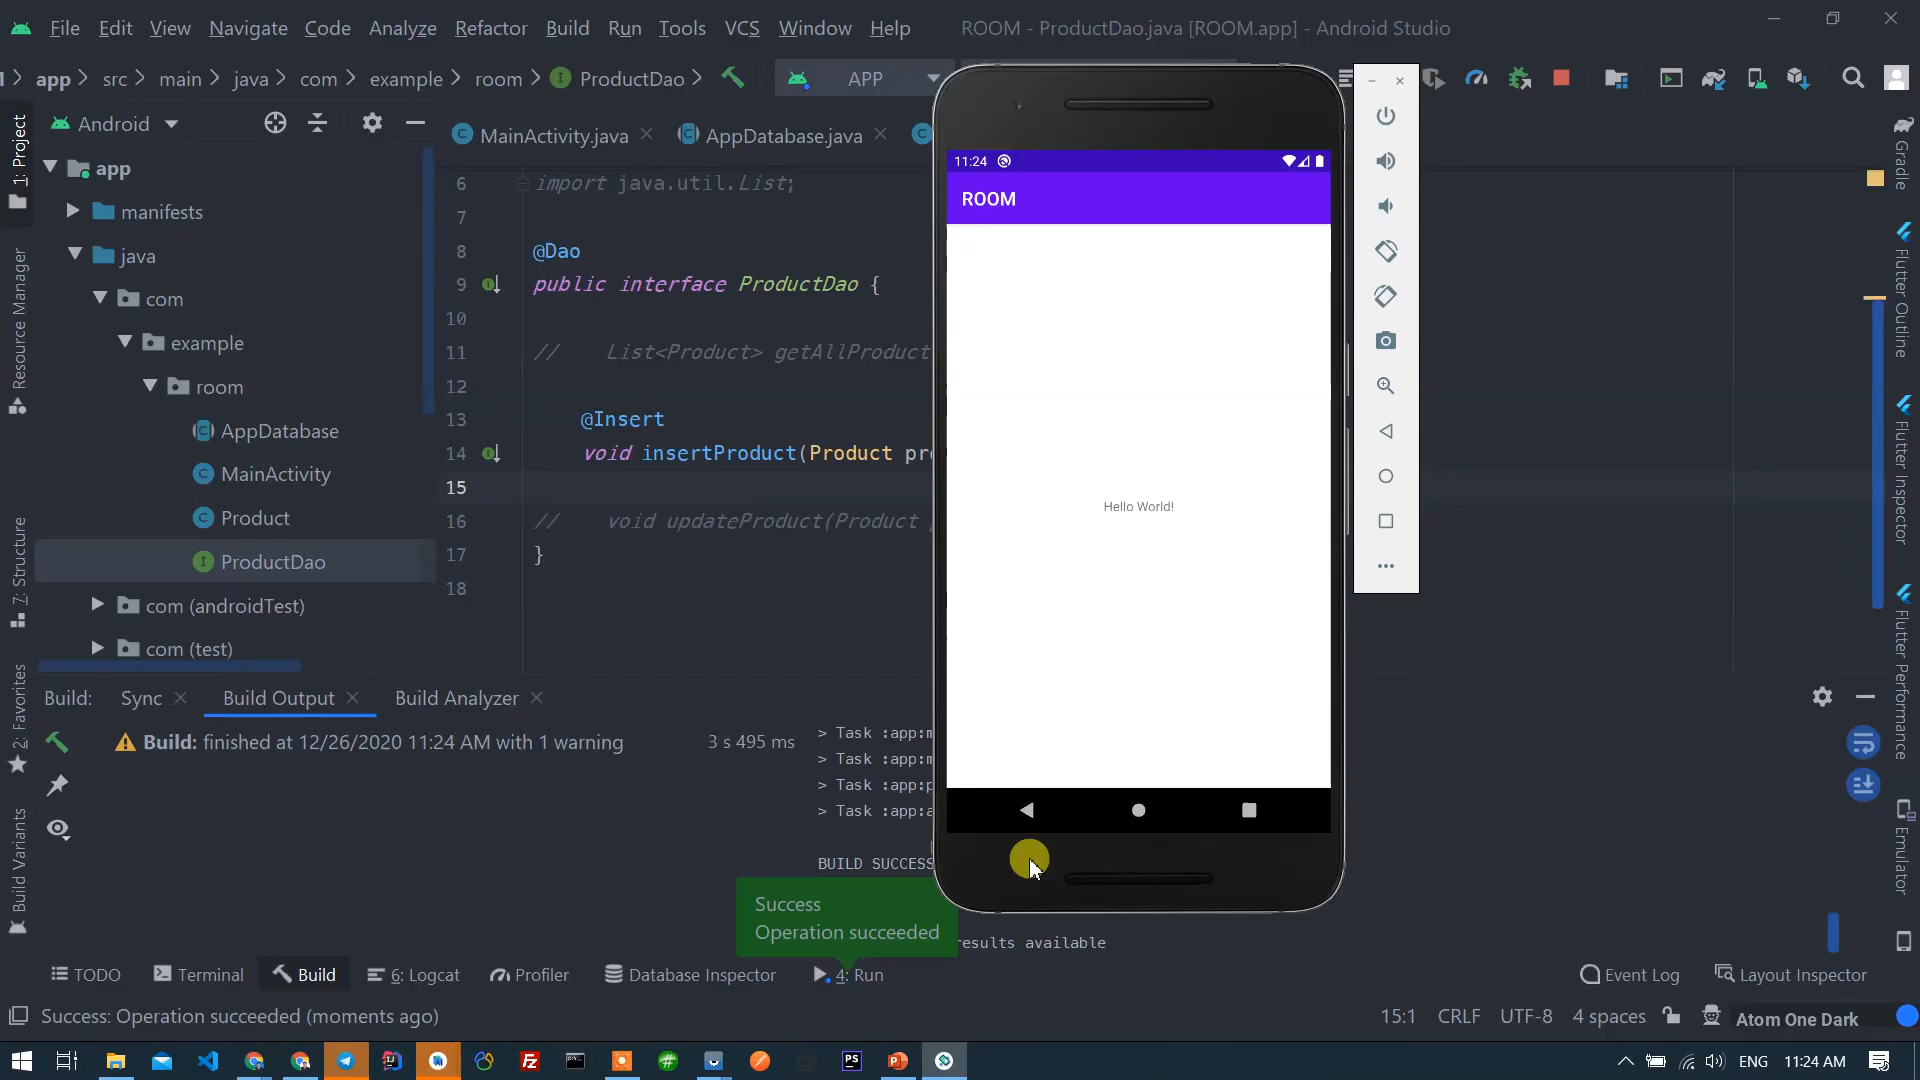 File Edit View Navigate Code Analyze Refactor Build Run Tools VCS Window Help ROOM - ProductDao.java [ROOM.app] - Android Studio
app src main java com example room ProductDao APP
Android
MainActivity.java AppDatabase.java
1: Project
Resource Manager
7: Structure
2: Favorites
Build Variants
app
manifests
java
com
example
room
AppDatabase
MainActivity
Product
ProductDao
com (androidTest)
com (test)
6 import java.util.List;
7
8 @Dao
9 public interface ProductDao {
10
11 // List<Product> getAllProduct
12
13 @Insert
14 void insertProduct(Product pro
15
16 // void updateProduct(Product
17 }
18
11:24
ROOM
Hello World!
Gradle
Flutter Outline
Flutter Inspector
Flutter Performance
Emulator
Build: Sync Build Output Build Analyzer
Build: finished at 12/26/2020 11:24 AM with 1 warning 3 s 495 ms
> Task :app:m
> Task :app:m
> Task :app:p
> Task :app:a
BUILD SUCCESS
results available
Success
Operation succeeded
TODO Terminal Build 6: Logcat Profiler Database Inspector 4: Run Event Log Layout Inspector
Success: Operation succeeded (moments ago) 15:1 CRLF UTF-8 4 spaces Atom One Dark
PS ENG 11:24 AM